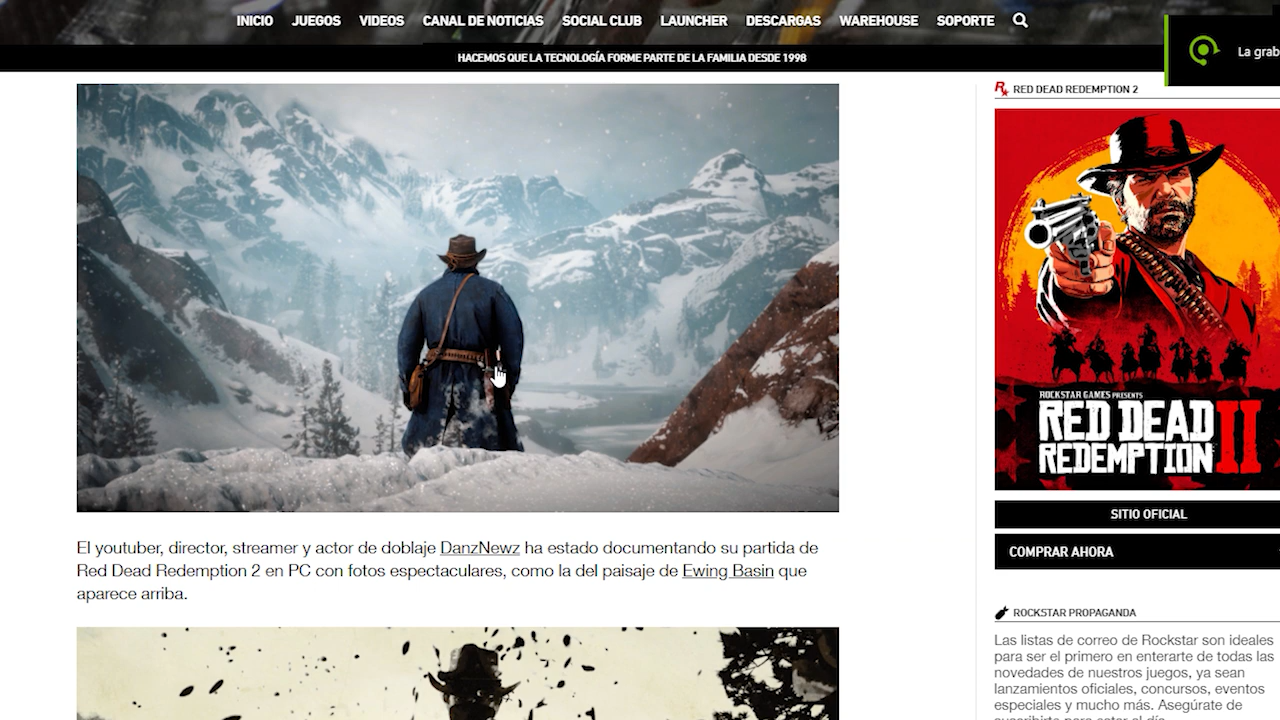 INICIO JUEGOS VIDEOS CANAL DE NOTICIAS SOCIAL CLUB LAUNCHER DESCARGAS WAREHOUSE SOPORTE
HACEMOS QUE LA TECNOLOGÍA FORME PARTE DE LA FAMILIA DESDE 1998
La grab
El youtuber, director, streamer y actor de doblaje DanzNewz ha estado documentando su partida de
Red Dead Redemption 2 en PC con fotos espectaculares, como la del paisaje de Ewing Basin que
aparece arriba.
RED DEAD REDEMPTION 2
ROCKSTAR GAMES PRESENTS
RED DEAD
REDEMPTION II
SITIO OFICIAL
COMPRAR AHORA
ROCKSTAR PROPAGANDA
Las listas de correo de Rockstar son ideales
para ser el primero en enterarte de todas las
novedades de nuestros juegos, ya sean
lanzamientos oficiales, concursos, eventos
especiales y mucho más. Asegúrate de
suscribirte para estar al día